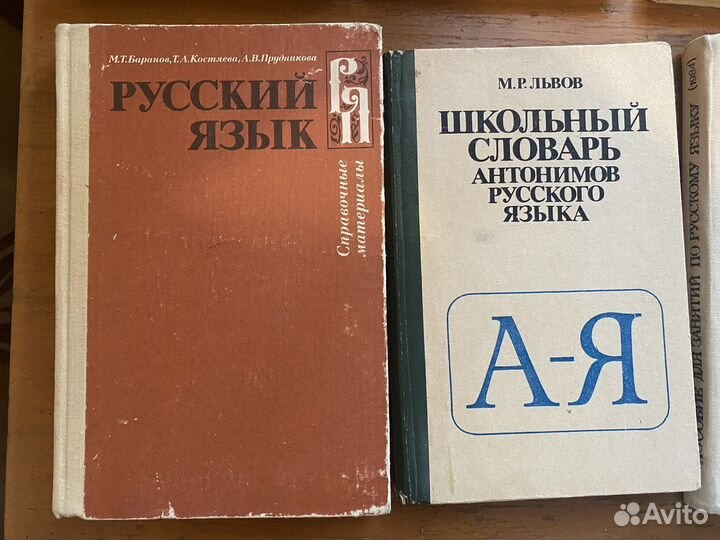 М.Т.Баранов, Т.А.Костяева, А.В.Прудникова
РУССКИЙ
ЯЗЫК
Справочные
материалы
М.Р.ЛЬВОВ
ШКОЛЬНЫЙ
СЛОВАРЬ
АНТОНИМОВ
РУССКОГО
ЯЗЫКА
А-Я
ПОСОБИЕ ДЛЯ ЗАНЯТИЙ ПО РУССКОМУ ЯЗЫКУ (1984)
Avito